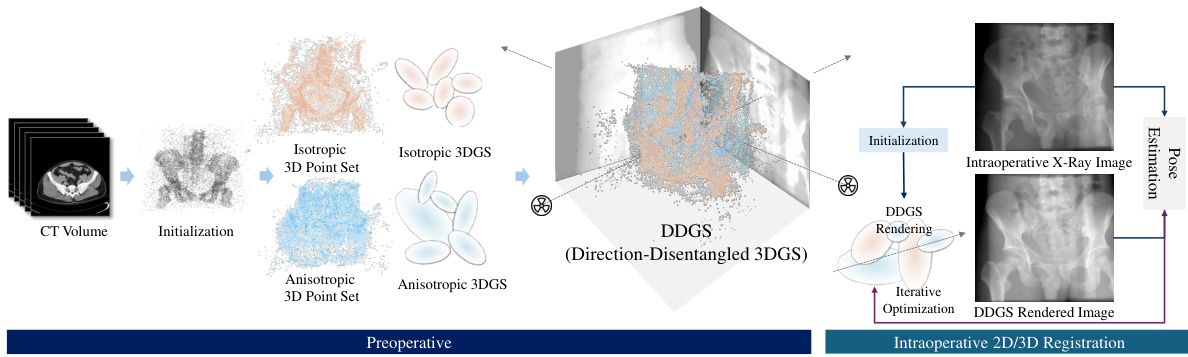 CT Volume
Initialization
Isotropic
3D Point Set
Isotropic 3DGS
Anisotropic
3D Point Set
Anisotropic 3DGS
DDGS
(Direction-Disentangled 3DGS)
Initialization
DDGS
Rendering
Iterative
Optimization
Intraoperative X-Ray Image
DDGS Rendered Image
Pose
Estimation
Preoperative
Intraoperative 2D/3D Registration